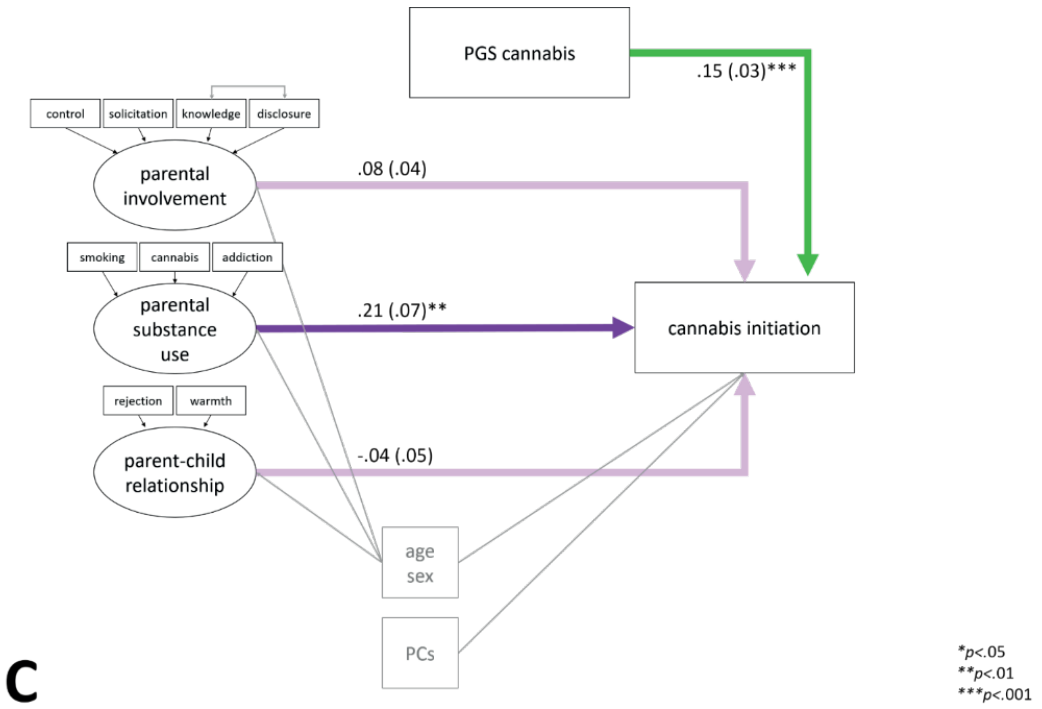 PGS cannabis
.15 (.03)***
control solicitation knowledge disclosure
parental
involvement
.08 (.04)
smoking cannabis addiction
parental
substance
use
.21 (.07)**
cannabis initiation
rejection warmth
parent-child
relationship
-.04 (.05)
age
sex
PCs
C
*p<.05
**p<.01
***p<.001